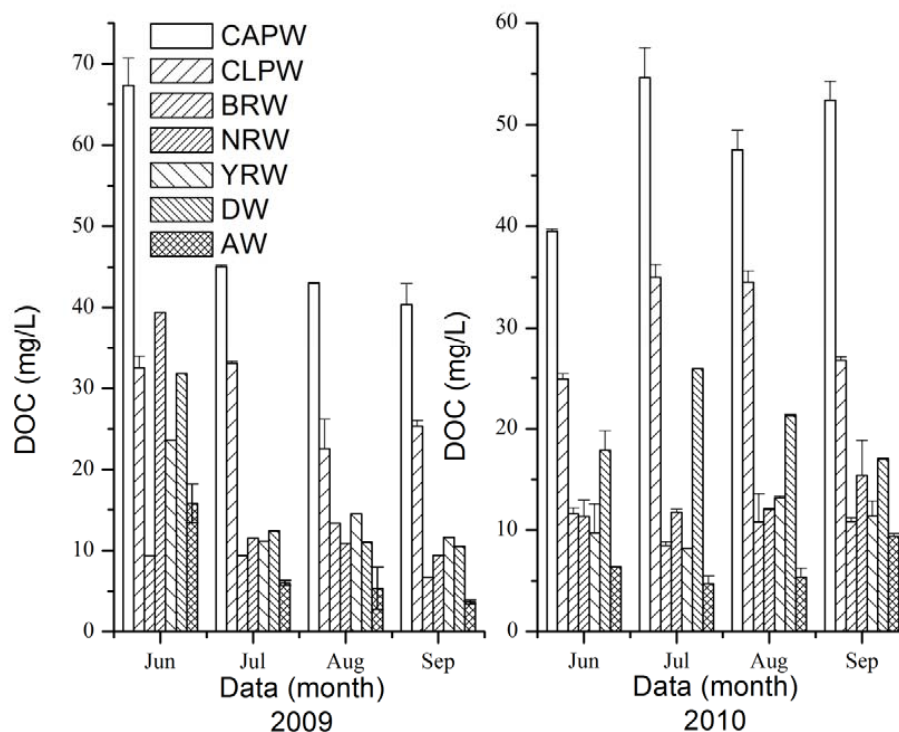 CAPW
CLPW
BRW
NRW
YRW
DW
AW
DOC (mg/L)
70
60
50
40
30
20
10
0
Jun Jul Aug Sep
Data (month)
2009
DOC (mg/L)
60
50
40
30
20
10
0
Jun Jul Aug Sep
Data (month)
2010